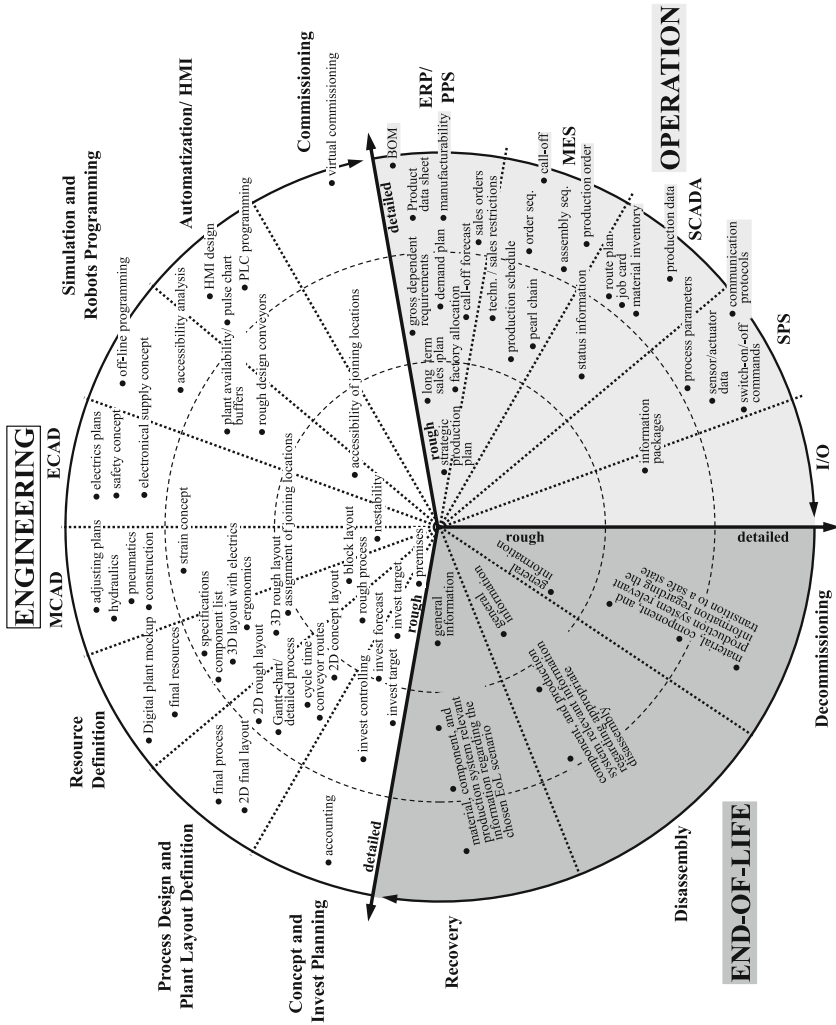 ENGINEERING
MCAD
ECAD
Simulation and
Robots Programming
Automatization/ HMI
Commissioning
Resource
Definition
Process Design and
Plant Layout Definition
Concept and
Invest Planning
OPERATION
ERP/
PPS
MES
SCADA
SPS
I/O
END-OF-LIFE
Recovery
Disassembly
Decommissioning
detailed
rough
accounting
invest controlling
invest target
invest forecast
invest target
premises
final process
2D final layout
2D rough layout
Gantt-chart/
detailed process
cycle time
conveyor routes
2D concept layout
rough process
block layout
Digital plant mockup
final resources
specifications
component list
3D layout with electrics
ergonomics
3D rough layout
assignment of joining locations
nestability
adjusting plans
hydraulics
pneumatics
construction
strain concept
electrics plans
safety concept
electronical supply concept
off-line programming
accessibility analysis
plant availability/
buffers
rough design conveyors
accessibility of joining locations
HMI design
pulse chart
PLC programming
virtual commissioning
detailed
rough
BOM
Product
data sheet
manufacturability
gross dependent
requirements
demand plan
call-off forecast
long term
sales plan
factory allocation
strategic
production
plan
sales orders
techn. / sales restrictions
order seq.
call-off
production schedule
assembly seq.
pearl chain
production order
status information
route plan
job card
material inventory
production data
process parameters
communication
protocols
sensor/actuator
data
switch-on/-off
commands
information
packages
rough
detailed
general
information
general
information
general
information
material, component, and
production system relevant
information regarding the
transition to a safe state
component, and production
system relevant information
regarding appropriate
disassembly
material, component, and
production system relevant
information regarding the
chosen EoL scenario